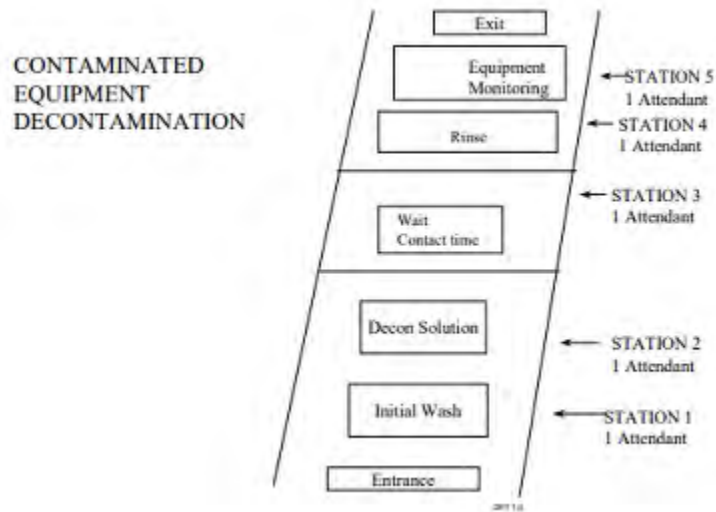 CONTAMINATED
EQUIPMENT
DECONTAMINATION
Exit
Equipment
Monitoring
STATION 5
1 Attendant
Rinse
STATION 4
1 Attendant
Wait
Contact time
STATION 3
1 Attendant
Decon Solution
STATION 2
1 Attendant
Initial Wash
STATION 1
1 Attendant
Entrance